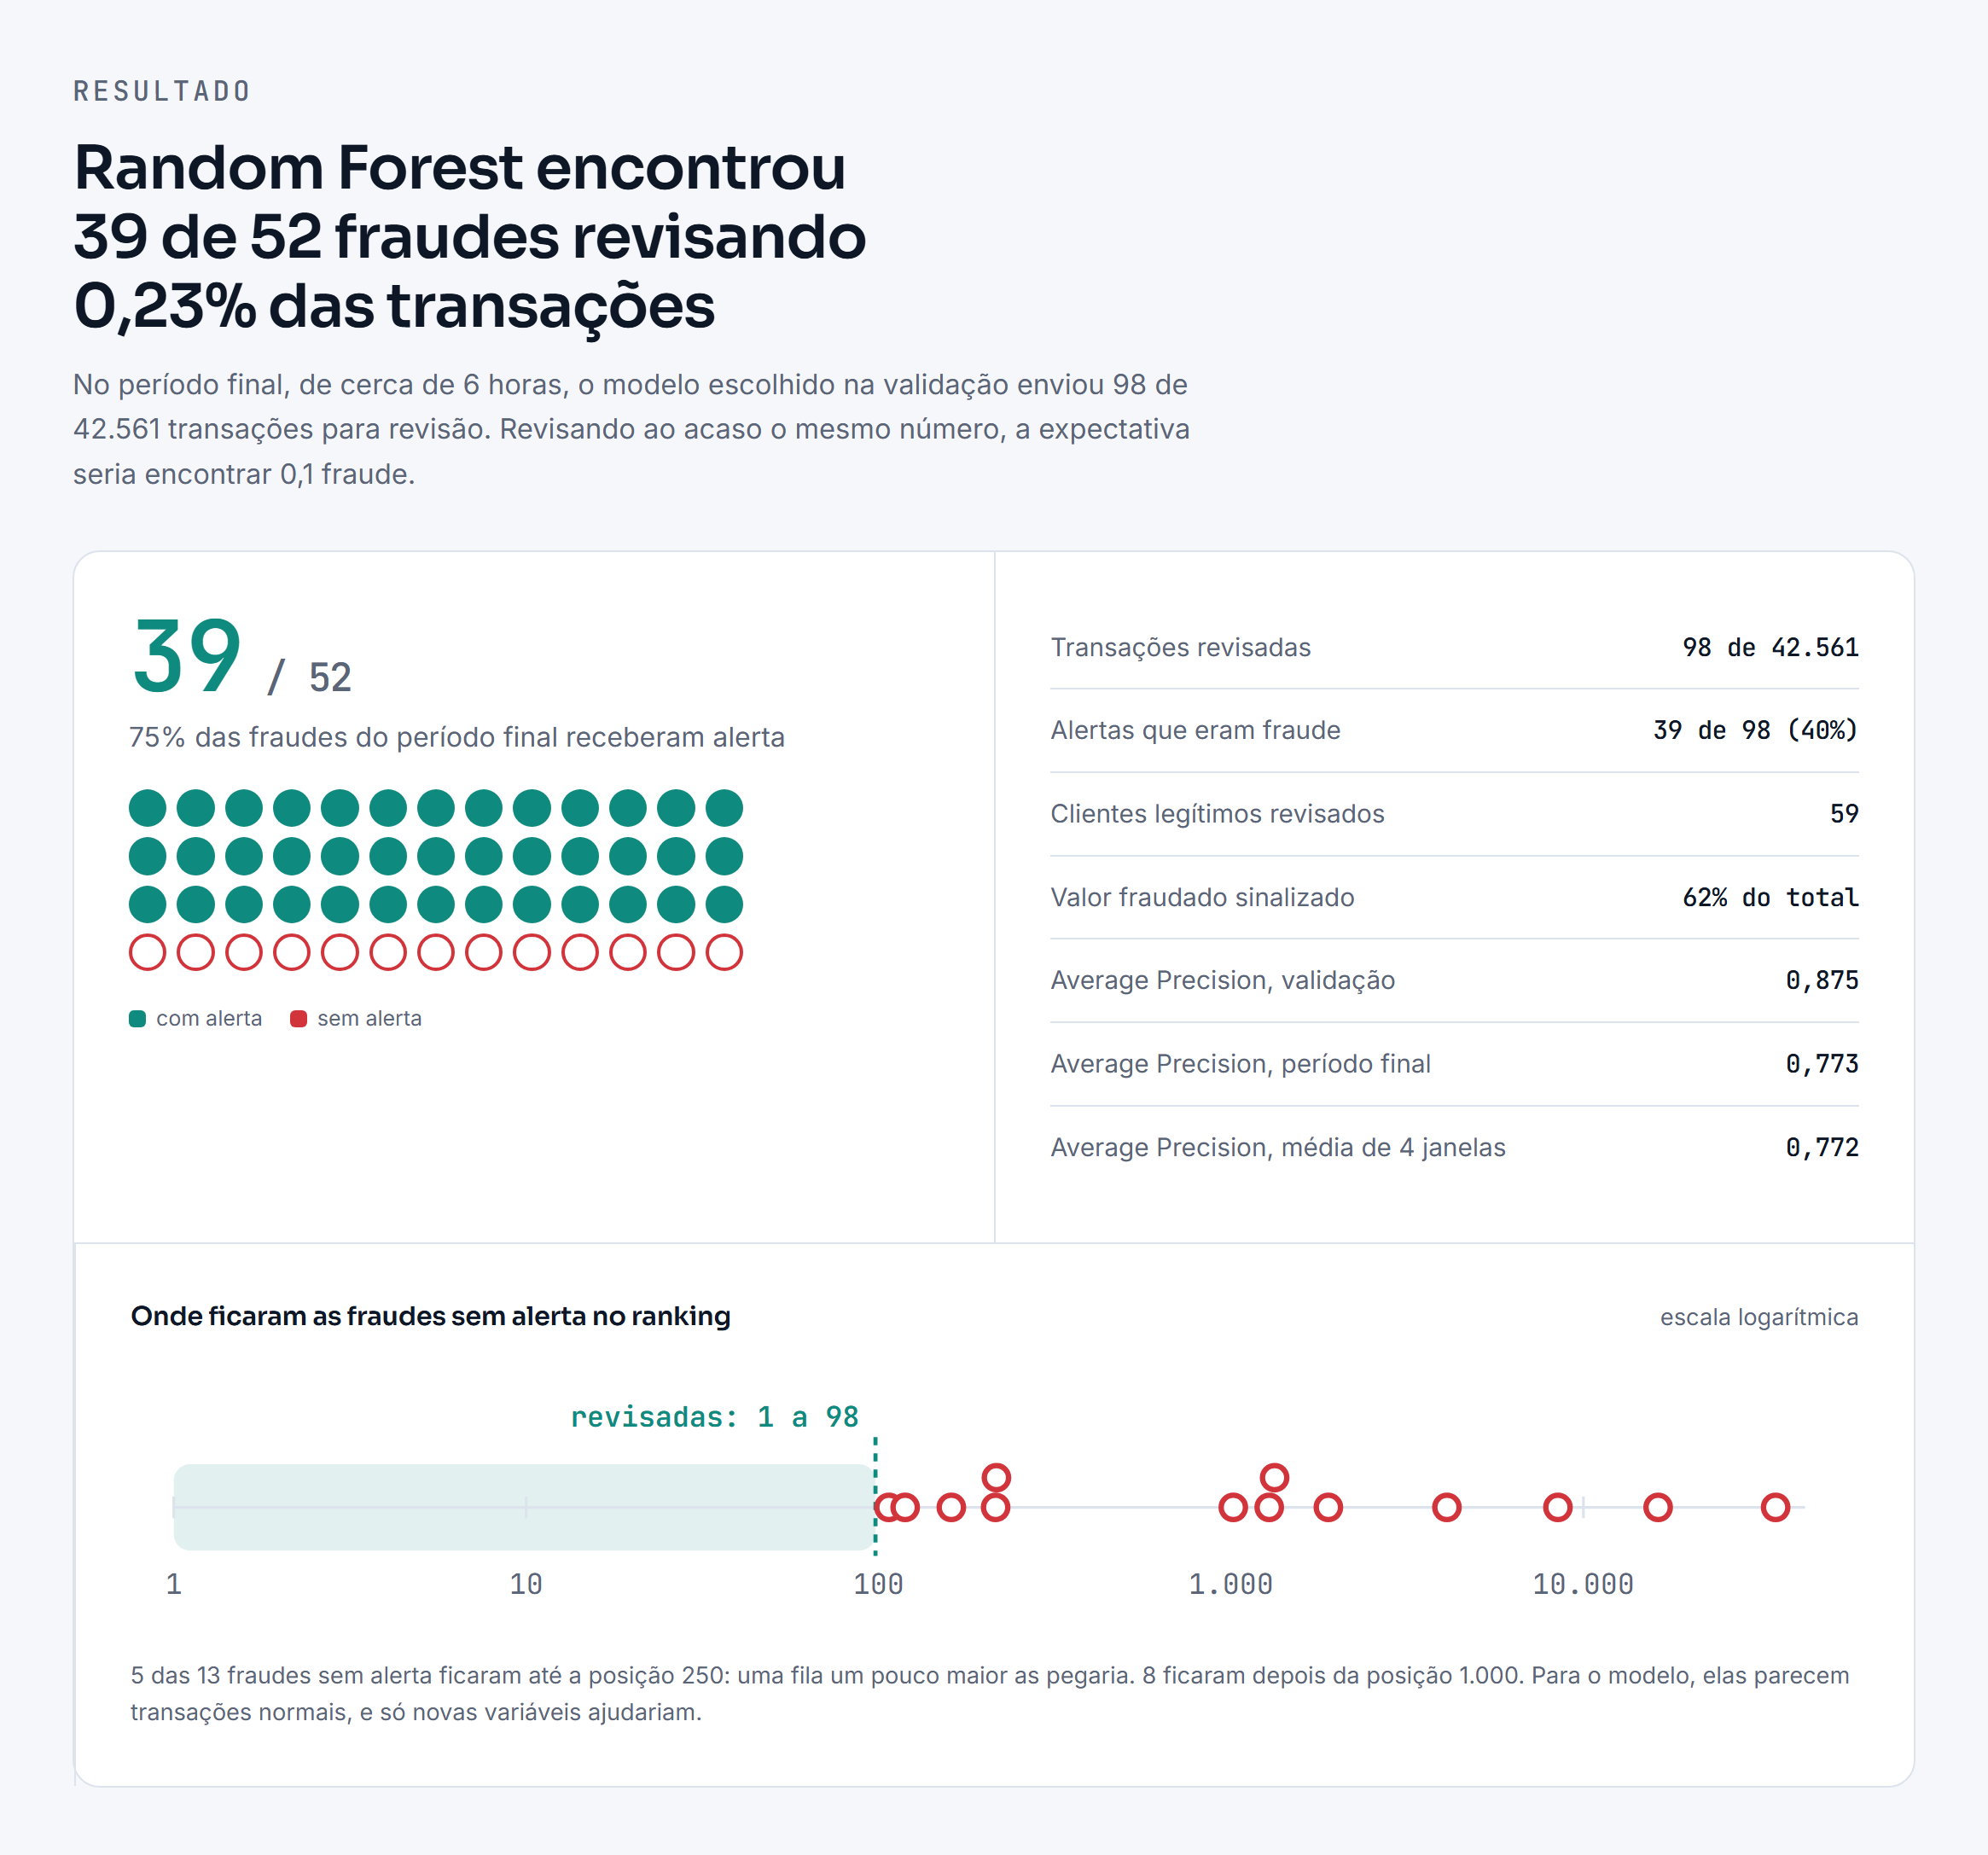 RESULTADO
Random Forest encontrou
39 de 52 fraudes revisando
0,23% das transações
No período final, de cerca de 6 horas, o modelo escolhido na validação enviou 98 de
42.561 transações para revisão. Revisando ao acaso o mesmo número, a expectativa
seria encontrar 0,1 fraude.
39 / 52
75% das fraudes do período final receberam alerta
com alerta sem alerta
Transações revisadas 98 de 42.561
Alertas que eram fraude 39 de 98 (40%)
Clientes legítimos revisados 59
Valor fraudado sinalizado 62% do total
Average Precision, validação 0,875
Average Precision, período final 0,773
Average Precision, média de 4 janelas 0,772
Onde ficaram as fraudes sem alerta no ranking escala logarítmica
revisadas: 1 a 98
1 10 100 1.000 10.000
5 das 13 fraudes sem alerta ficaram até a posição 250: uma fila um pouco maior as pegaria. 8 ficaram depois da posição 1.000. Para o modelo, elas parecem
transações normais, e só novas variáveis ajudariam.